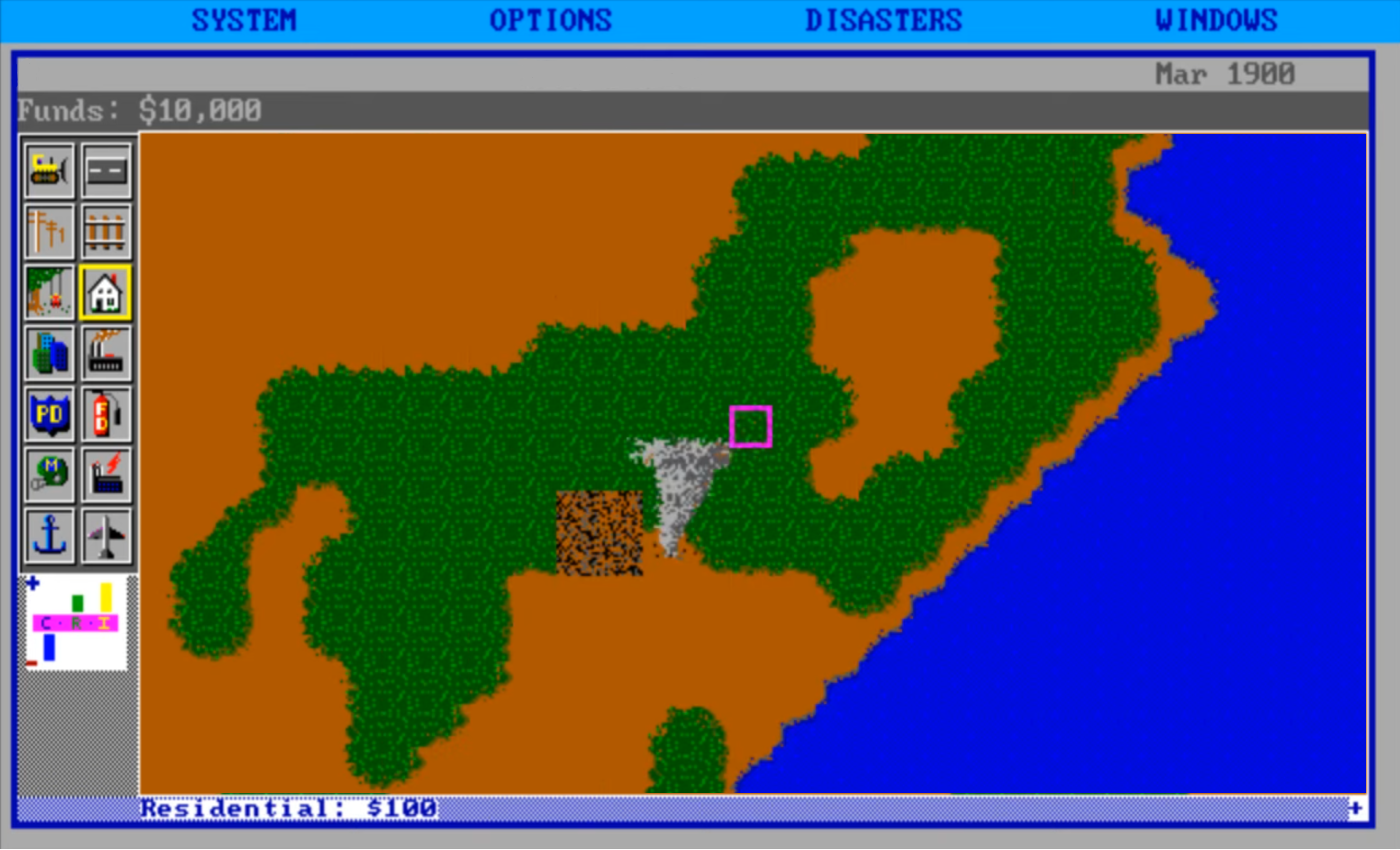 SYSTEM OPTIONS DISASTERS WINDOWS
Mar 1900
Funds: $10,000
PD
FD
M
C · R · I
Residential: $100